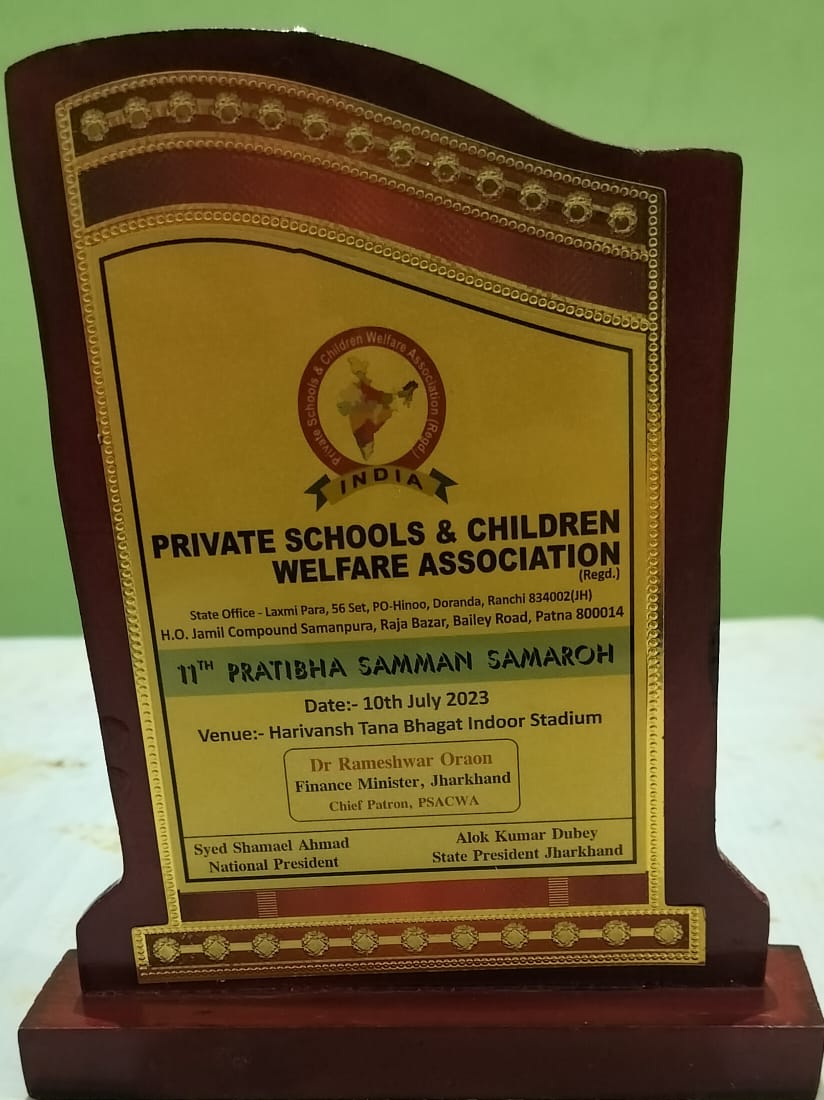 Private Schools & Children Welfare Association (Regd.)
INDIA
PRIVATE SCHOOLS & CHILDREN
WELFARE ASSOCIATION
(Regd.)
State Office - Laxmi Para, 56 Set, PO-Hinoo, Doranda, Ranchi 834002(JH)
H.O. Jamil Compound Samanpura, Raja Bazar, Bailey Road, Patna 800014
11TH PRATIBHA SAMMAN SAMAROH
Date:- 10th July 2023
Venue:- Harivansh Tana Bhagat Indoor Stadium
Dr Rameshwar Oraon
Finance Minister, Jharkhand
Chief Patron, PSACWA
Syed Shamael Ahmad
National President
Alok Kumar Dubey
State President Jharkhand